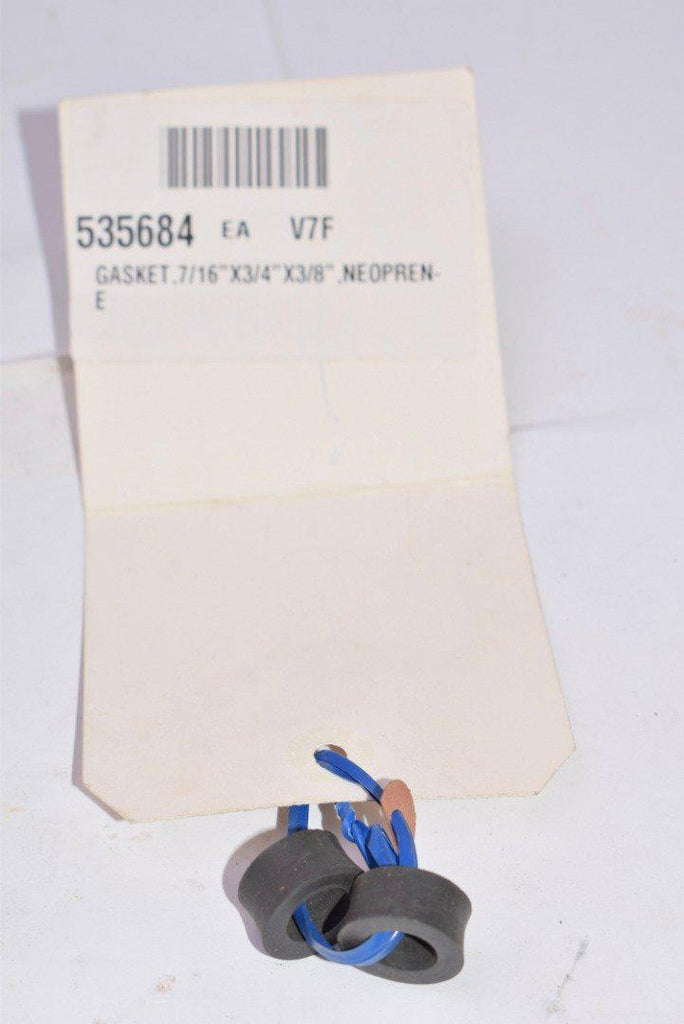 535684 EA V7F
GASKET,7/16"X3/4"X3/8",NEOPREN-
E